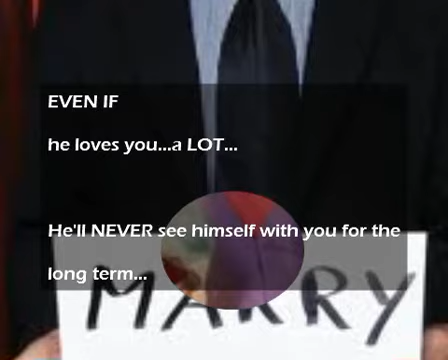 EVEN IF
he loves you...a LOT...
He'll NEVER see himself with you for the
long term...
MARRY